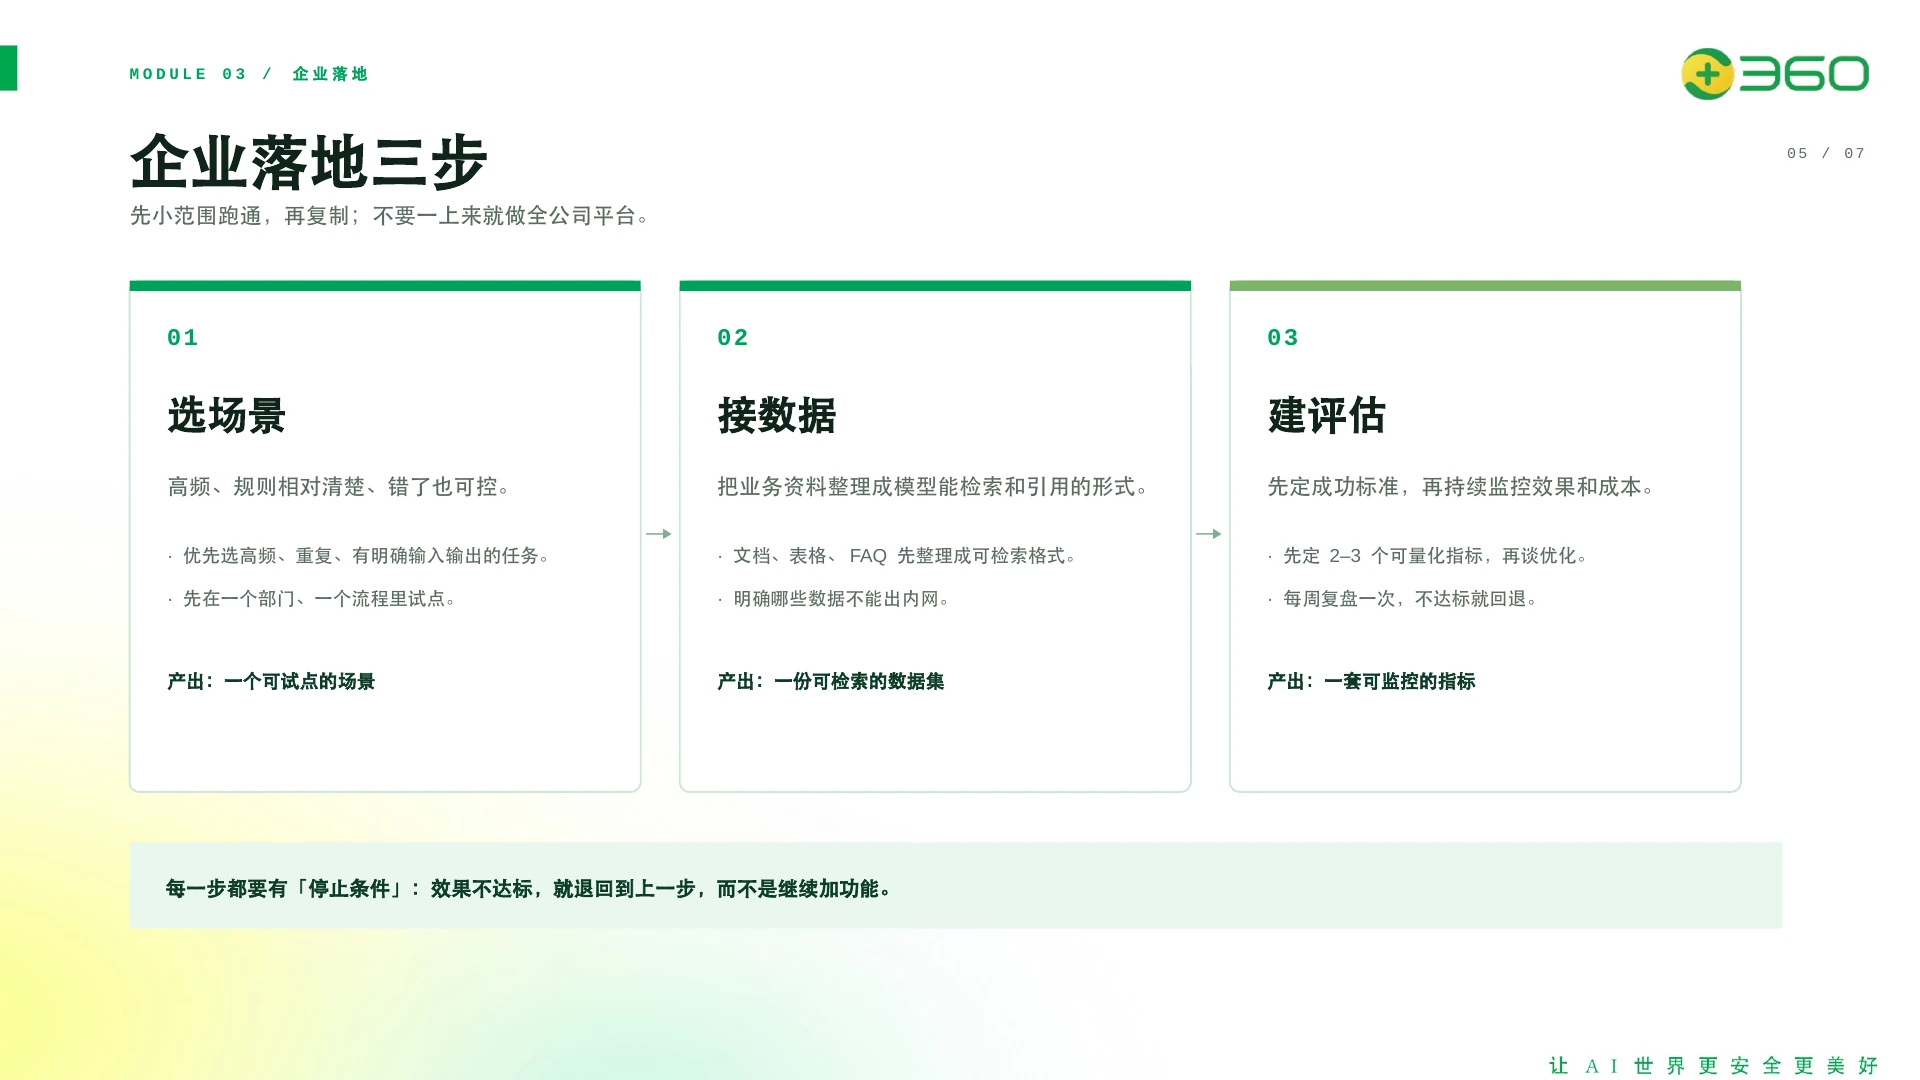 MODULE 03 / 企业落地
360
企业落地三步
05 / 07
先小范围跑通，再复制；不要一上来就做全公司平台。
01
选场景
高频、规则相对清楚、错了也可控。
· 优先选高频、重复、有明确输入输出的任务。
· 先在一个部门、一个流程里试点。
产出：一个可试点的场景
02
接数据
把业务资料整理成模型能检索和引用的形式。
· 文档、表格、FAQ 先整理成可检索格式。
· 明确哪些数据不能出内网。
产出：一份可检索的数据集
03
建评估
先定成功标准，再持续监控效果和成本。
· 先定 2–3 个可量化指标，再谈优化。
· 每周复盘一次，不达标就回退。
产出：一套可监控的指标
每一步都要有「停止条件」：效果不达标，就退回到上一步，而不是继续加功能。
让AI世界更安全更美好